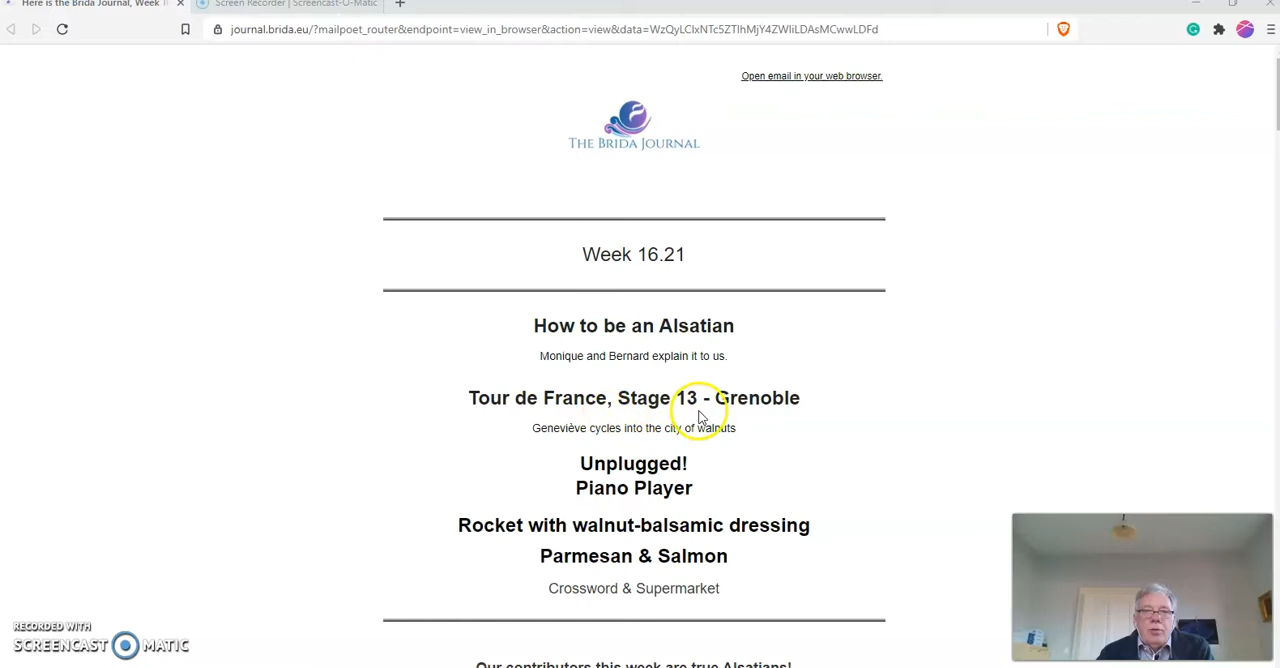 Here is the Brida Journal, Week
Screen Recorder | Screencast-O-Matic
journal.brida.eu/?mailpoet_router&endpoint=view_in_browser&action=view&data=WzQyLCIxNTc5ZTlhMjY4ZWIiLDAsMCwwLDFd
Open email in your web browser.
THE BRIDA JOURNAL
Week 16.21
How to be an Alsatian
Monique and Bernard explain it to us.
Tour de France, Stage 13 - Grenoble
Geneviève cycles into the city of walnuts
Unplugged!
Piano Player
Rocket with walnut-balsamic dressing
Parmesan & Salmon
Crossword & Supermarket
RECORDED WITH
SCREENCAST MATIC
Our contributors this week are true Alsatians!